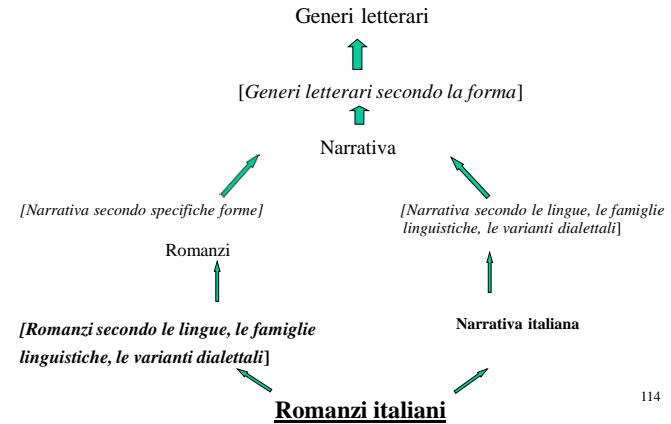 Generi letterari
[Generi letterari secondo la forma]
Narrativa
[Narrativa secondo specifiche forme]
[Narrativa secondo le lingue, le famiglie
linguistiche, le varianti dialettali]
Romanzi
[Romanzi secondo le lingue, le famiglie
linguistiche, le varianti dialettali]
Narrativa italiana
Romanzi italiani
114